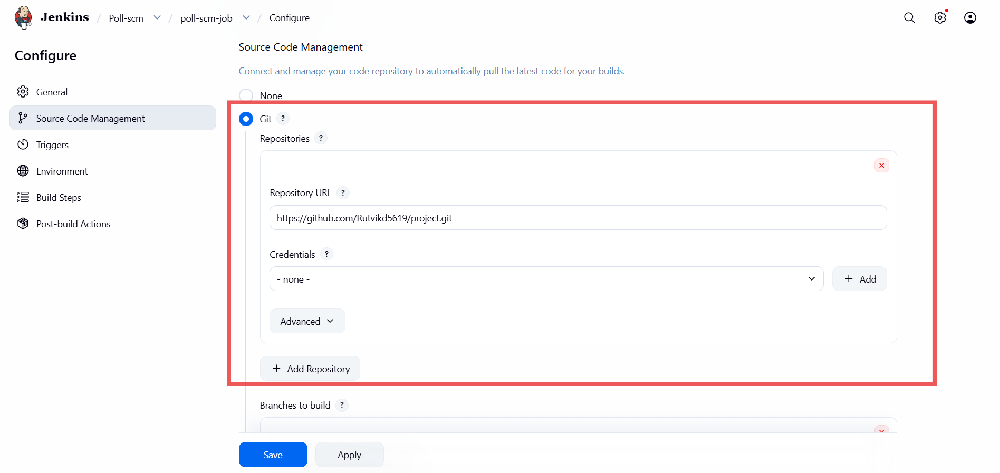 Jenkins / Poll-scm / poll-scm-job / Configure
Configure
General
Source Code Management
Triggers
Environment
Build Steps
Post-build Actions
Source Code Management
Connect and manage your code repository to automatically pull the latest code for your builds.
None
Git ?
Repositories ?
Repository URL ?
https://github.com/Rutvikd5619/project.git
Credentials ?
- none -
+ Add
Advanced
+ Add Repository
Branches to build ?
Save
Apply